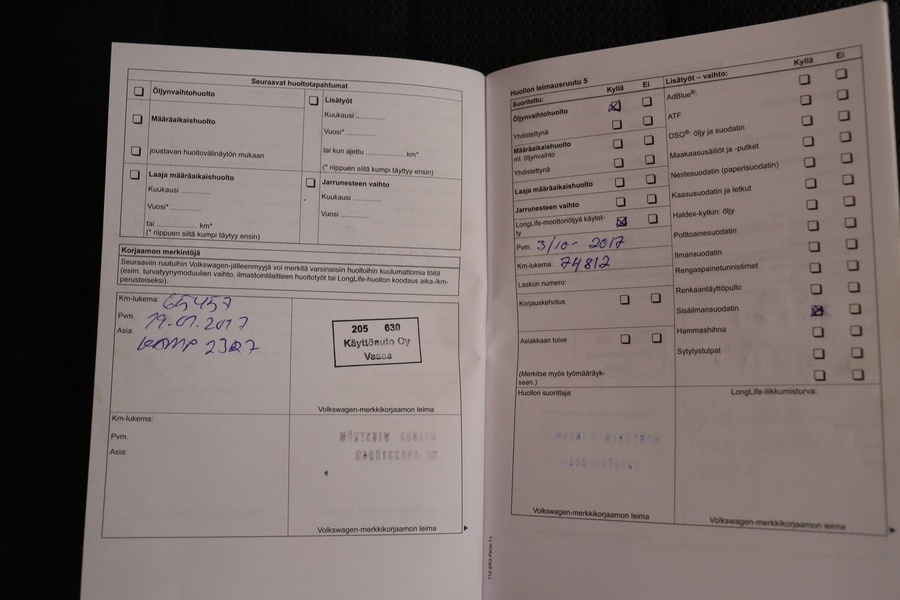 Seuraavat huoltotapahtumat
Öljynvaihtohuolto
Määräaikaishuolto
joustavan huoltovälinäytön mukaan
Laaja määräaikaishuolto
Kuukausi .............
Vuosi* ...................
tai ........................ km*
(* riippuen siitä kumpi täyttyy ensin)
Lisätyöt
Kuukausi .............
Vuosi* .............
tai kun ajettu ................ km*
(* riippuen siitä kumpi täyttyy ensin)
Jarrunesteen vaihto
Kuukausi .............
Vuosi .............
Korjaamon merkintöjä
Seuraaviin ruutuihin Volkswagen-jälleenmyyjä voi merkitä varsinaisiin huoltoihin kuulumattomia töitä
(esim. turvatyynymoduulien vaihto, ilmastointilaitteen huoltotyöt tai LongLife-huollon koodaus aika-/km-
perusteiseksi).
Km-lukema: 65457
Pvm. 19.01.2017
Asia:
205 630
Käyttöauto Oy
Vaasa
Volkswagen-merkkikorjaamon leima
Km-lukema:
Pvm.
Asia:
Volkswagen-merkkikorjaamon leima
Huollon leimausruutu 5
Suoritettu: Kyllä Ei
Öljynvaihtohuolto
Yhdistettynä
Määräaikaishuolto
ml. öljynvaihto
Yhdistettynä
Laaja määräaikaishuolto
Jarrunesteen vaihto
LongLife-moottoriöljyä käytet-
ty
Pvm. 3/10-2017
Km-lukema: 74812
Laskun numero:
Korjauskehotus
Asiakkaan toive
(Merkitse myös työmääräyk-
seen.)
Huollon suorittaja:
Volkswagen-merkkikorjaamon leima
Lisätyöt – vaihto: Kyllä Ei
AdBlue®:
ATF
DSG®: öljy ja suodatin
Maakaasusäiliöt ja -putket
Nestesuodatin (paperisuodatin)
Kaasusuodatin ja letkut
Haldex-kytkin: öljy
Polttoainesuodatin
Ilmansuodatin
Rengaspainetunnistimet
Renkaantäyttöpullo
Sisäilmansuodatin
Hammashihna
Sytytystulpat
LongLife-liikkumisturva:
Volkswagen-merkkikorjaamon leima